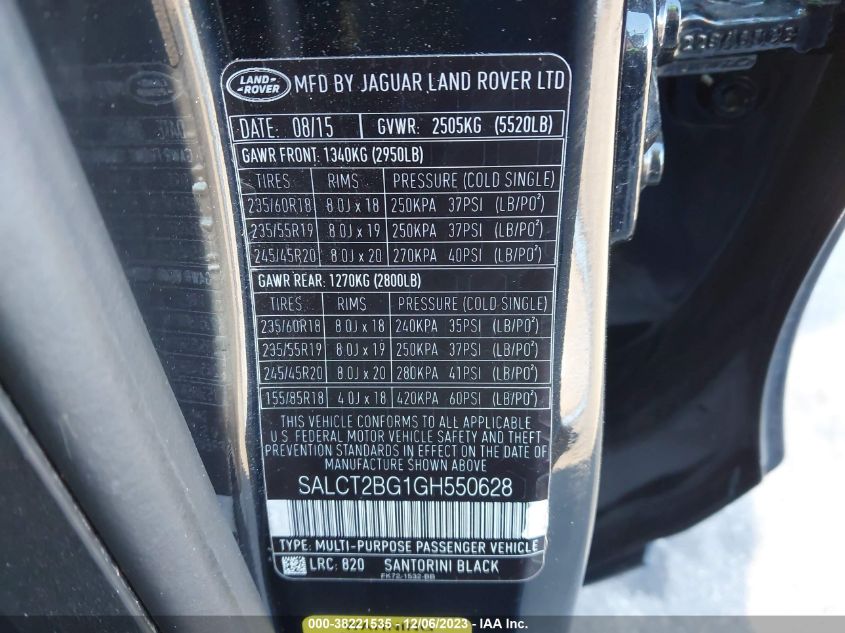 LAND-
ROVER
MFD BY JAGUAR LAND ROVER LTD
DATE: 08/15 GVWR: 2505KG (5520LB)
GAWR FRONT: 1340KG (2950LB)
TIRES RIMS PRESSURE (COLD SINGLE)
235/60R18 8.0J x 18 250KPA 37PSI (LB/PO²)
235/55R19 8.0J x 19 250KPA 37PSI (LB/PO²)
245/45R20 8.0J x 20 270KPA 40PSI (LB/PO²)
GAWR REAR: 1270KG (2800LB)
TIRES RIMS PRESSURE (COLD SINGLE)
235/60R18 8.0J x 18 240KPA 35PSI (LB/PO²)
235/55R19 8.0J x 19 250KPA 37PSI (LB/PO²)
245/45R20 8.0J x 20 280KPA 41PSI (LB/PO²)
155/85R18 4.0J x 18 420KPA 60PSI (LB/PO²)
THIS VEHICLE CONFORMS TO ALL APPLICABLE
U.S. FEDERAL MOTOR VEHICLE SAFETY AND THEFT
PREVENTION STANDARDS IN EFFECT ON THE DATE OF
MANUFACTURE SHOWN ABOVE.
SALCT2BG1GH550628
TYPE: MULTI-PURPOSE PASSENGER VEHICLE
LRC: 820 SANTORINI BLACK
FK72-1532-BB
000-38221535 - 12/06/2023 -